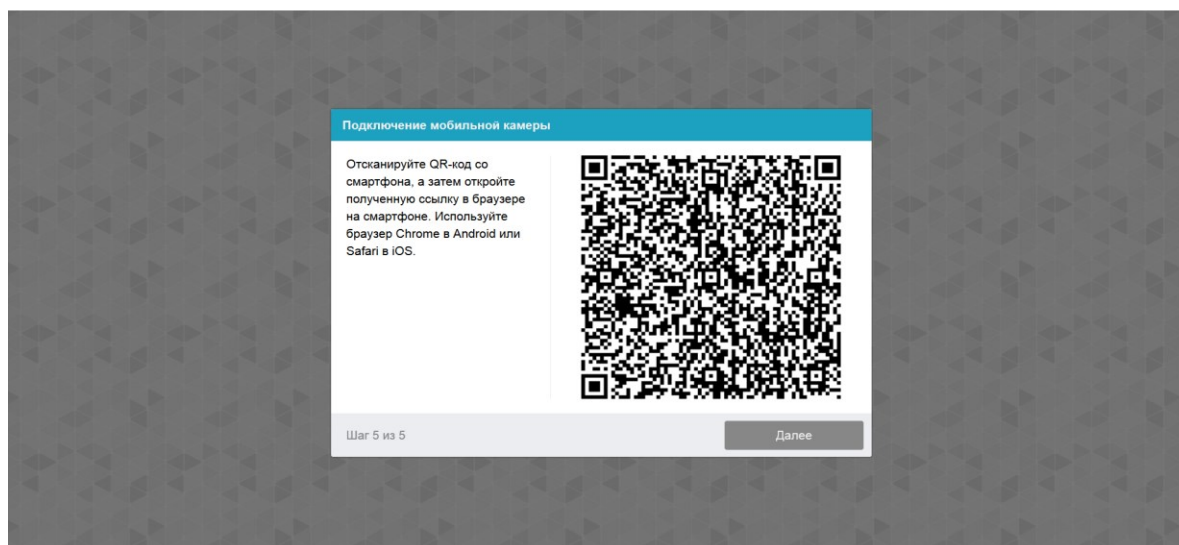 Подключение мобильной камеры
Отсканируйте QR-код со
смартфона, а затем откройте
полученную ссылку в браузере
на смартфоне. Используйте
браузер Chrome в Android или
Safari в iOS.
Шаг 5 из 5
Далее